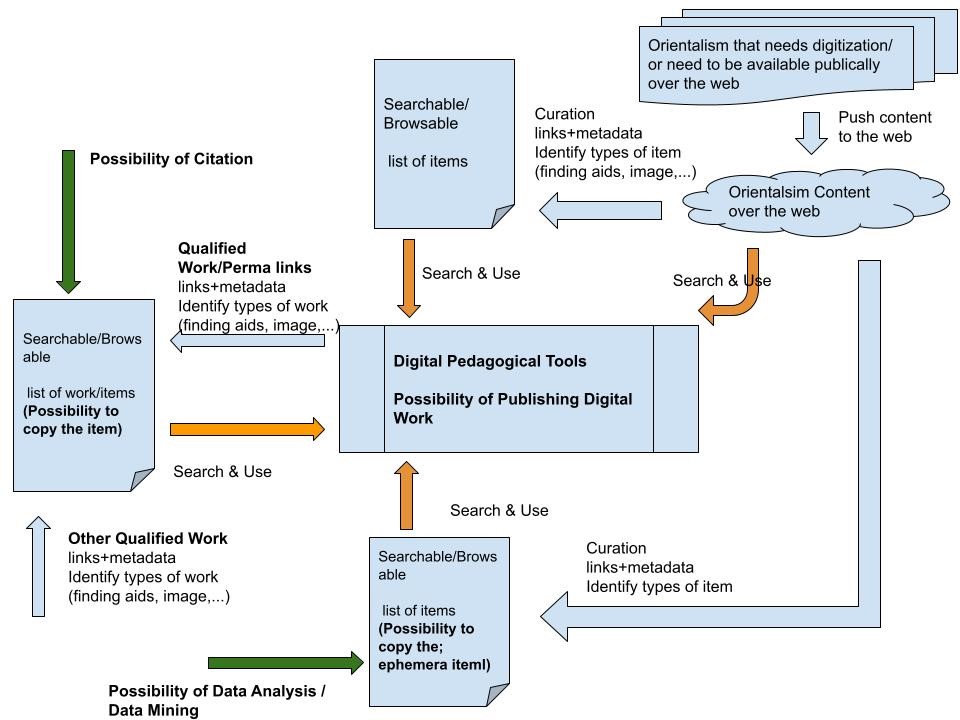 Orientalism that needs digitization/
or need to be available publically
over the web
Push content
to the web
Orientalsim Content
over the web
Curation
links+metadata
Identify types of item
(finding aids, image,...)
Searchable/
Browsable
list of items
Search & Use
Search & Use
Possibility of Citation
Qualified
Work/Perma links
links+metadata
Identify types of work
(finding aids, image,...)
Searchable/Brows
able
list of work/items
(Possibility to
copy the item)
Digital Pedagogical Tools
Possibility of Publishing Digital
Work
Search & Use
Search & Use
Other Qualified Work
links+metadata
Identify types of work
(finding aids, image,...)
Searchable/Brows
able
list of items
(Possibility to
copy the;
ephemera iteml)
Curation
links+metadata
Identify types of item
Possibility of Data Analysis /
Data Mining